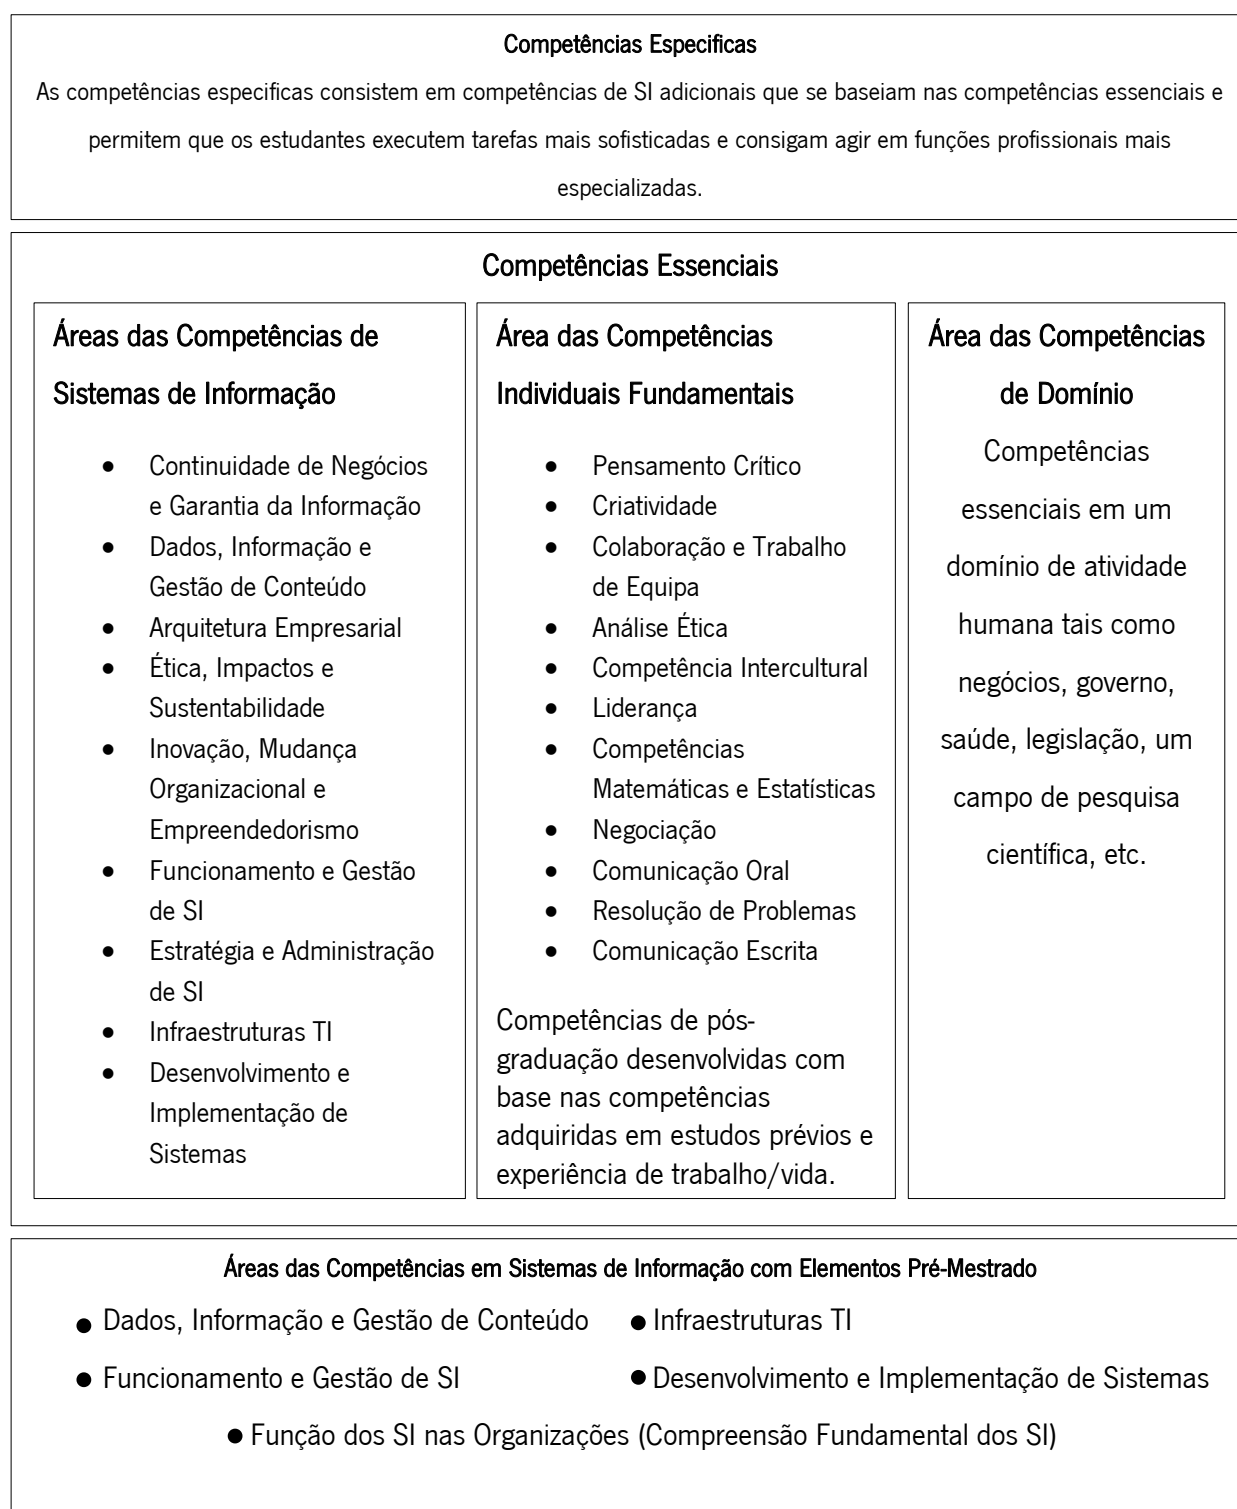 Competências Especificas
As competências especificas consistem em competências de SI adicionais que se baseiam nas competências essenciais e
permitem que os estudantes executem tarefas mais sofisticadas e consigam agir em funções profissionais mais
especializadas.
Competências Essenciais
Áreas das Competências de
Sistemas de Informação
• Continuidade de Negócios
e Garantia da Informação
• Dados, Informação e
Gestão de Conteúdo
• Arquitetura Empresarial
• Ética, Impactos e
Sustentabilidade
• Inovação, Mudança
Organizacional e
Empreendedorismo
• Funcionamento e Gestão
de SI
• Estratégia e Administração
de SI
• Infraestruturas TI
• Desenvolvimento e
Implementação de
Sistemas
Área das Competências
Individuais Fundamentais
• Pensamento Crítico
• Criatividade
• Colaboração e Trabalho
de Equipa
• Análise Ética
• Competência Intercultural
• Liderança
• Competências
Matemáticas e Estatísticas
• Negociação
• Comunicação Oral
• Resolução de Problemas
• Comunicação Escrita
Competências de pós-
graduação desenvolvidas com
base nas competências
adquiridas em estudos prévios e
experiência de trabalho/vida.
Área das Competências
de Domínio
Competências
essenciais em um
domínio de atividade
humana tais como
negócios, governo,
saúde, legislação, um
campo de pesquisa
científica, etc.
Áreas das Competências em Sistemas de Informação com Elementos Pré-Mestrado
• Dados, Informação e Gestão de Conteúdo
• Infraestruturas TI
• Funcionamento e Gestão de SI
• Desenvolvimento e Implementação de Sistemas
• Função dos SI nas Organizações (Compreensão Fundamental dos SI)